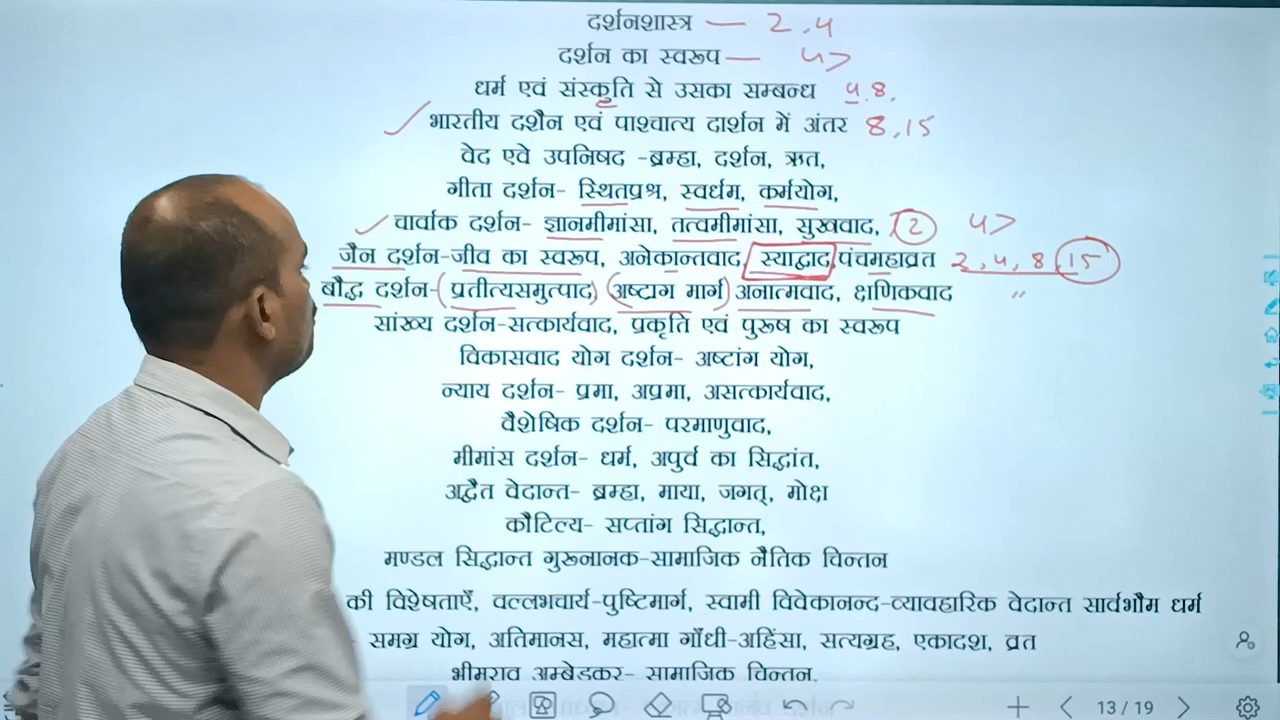 दर्शनशास्त्र — 2,4
दर्शन का स्वरूप — 4>
धर्म एवं संस्कृति से उसका सम्बन्ध 4.8.
भारतीय दर्शैन एवं पाश्चात्य दार्शन में अंतर 8,15
वेद एवे उपनिषद -ब्रम्हा, दर्शन, ऋत,
गीता दर्शन- स्थितप्रश्र, स्वर्धम, कर्मयोग,
चार्वाक दर्शन- ज्ञानमीमांसा, तत्वमीमांसा, सुखवाद, 2 4>
जैन दर्शन-जीव का स्वरूप, अनेकान्तवाद, स्याद्वाद,पंचमहाव्रत 2,4,8,15
बौद्ध दर्शन-(प्रतीत्यसमुत्पाद) (अष्टाग मार्ग) अनात्मवाद, क्षणिकवाद "
सांख्य दर्शन-सत्कार्यवाद, प्रकृति एवं पुरूष का स्वरूप
विकासवाद योग दर्शन- अष्टांग योग,
न्याय दर्शन- प्रमा, अप्रमा, असत्कार्यवाद,
वैशेषिक दर्शन- परमाणुवाद,
मीमांस दर्शन- धर्म, अपुर्व का सिद्धांत,
अद्वैत वेदान्त- ब्रम्हा, माया, जगत्, मोक्ष
कौटिल्य- सप्तांग सिद्धान्त,
मण्डल सिद्धान्त गुरूनानक-सामाजिक नैतिक चिन्तन
की विशेषताएँ, वल्लभचार्य-पुष्टिमार्ग, स्वामी विवेकानन्द-व्यावहारिक वेदान्त सार्वभौम धर्म
समग्र योग, अतिमानस, महात्मा गाँधी-अहिंसा, सत्यग्रह, एकादश, व्रत
भीमराव अम्बेडकर- सामाजिक चिन्तन.
13 / 19